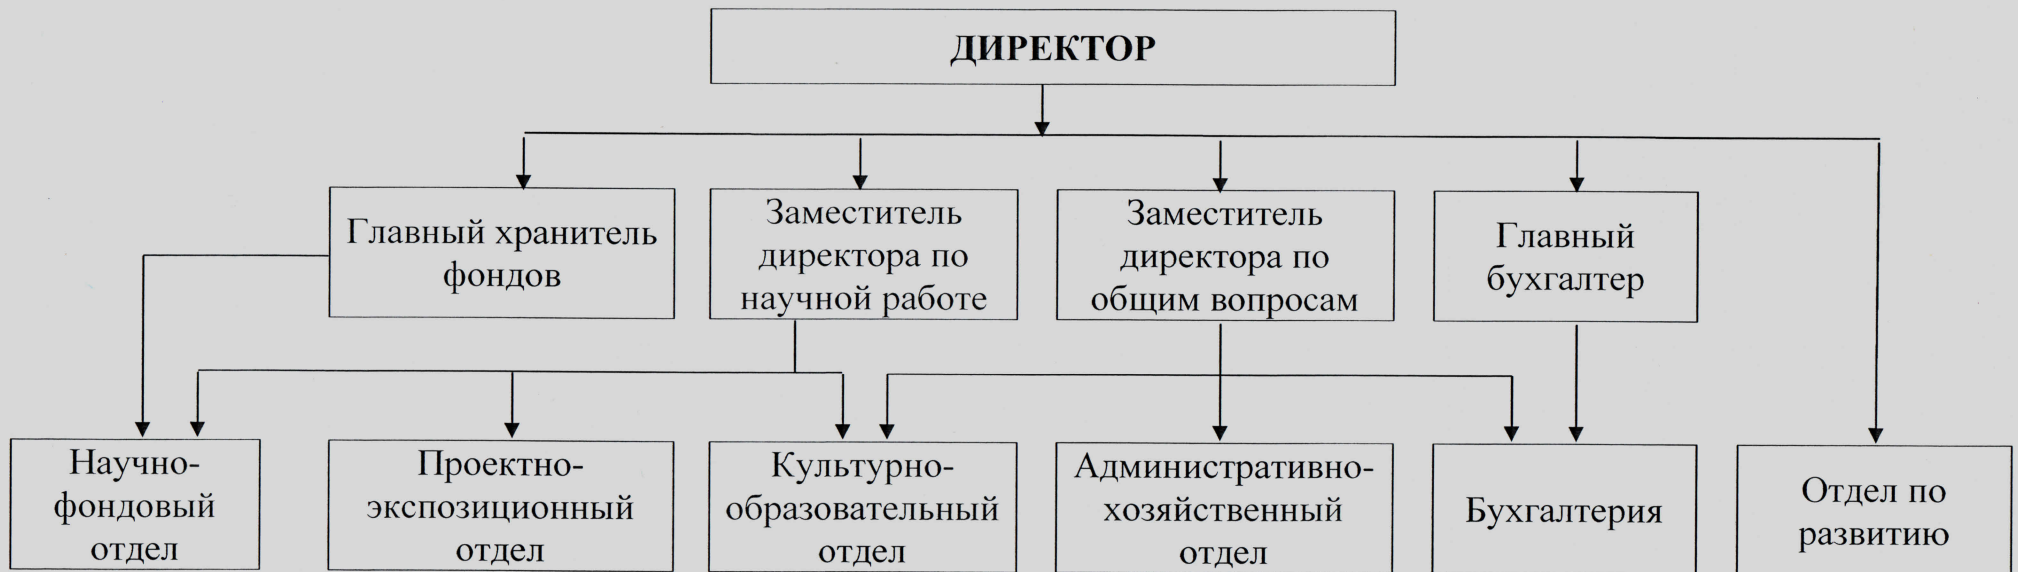 ДИРЕКТОР
Главный хранитель
фондов
Заместитель
директора по
научной работе
Заместитель
директора по
общим вопросам
Главный
бухгалтер
Научно-
фондовый
отдел
Проектно-
экспозиционный
отдел
Культурно-
образовательный
отдел
Административно-
хозяйственный
отдел
Бухгалтерия
Отдел по
развитию